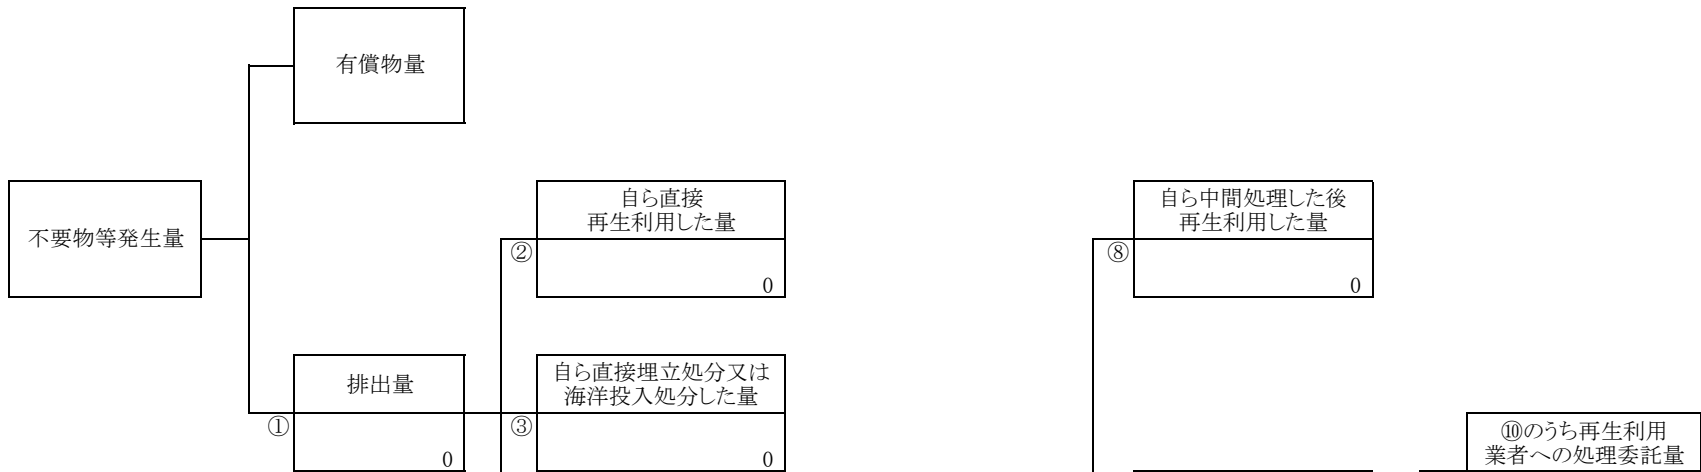 有償物量
不要物等発生量
自ら直接
再生利用した量
②
0
自ら中間処理した後
再生利用した量
⑧
0
排出量
①
0
自ら直接埋立処分又は
海洋投入処分した量
③
0
⑩のうち再生利用
業者への処理委託量